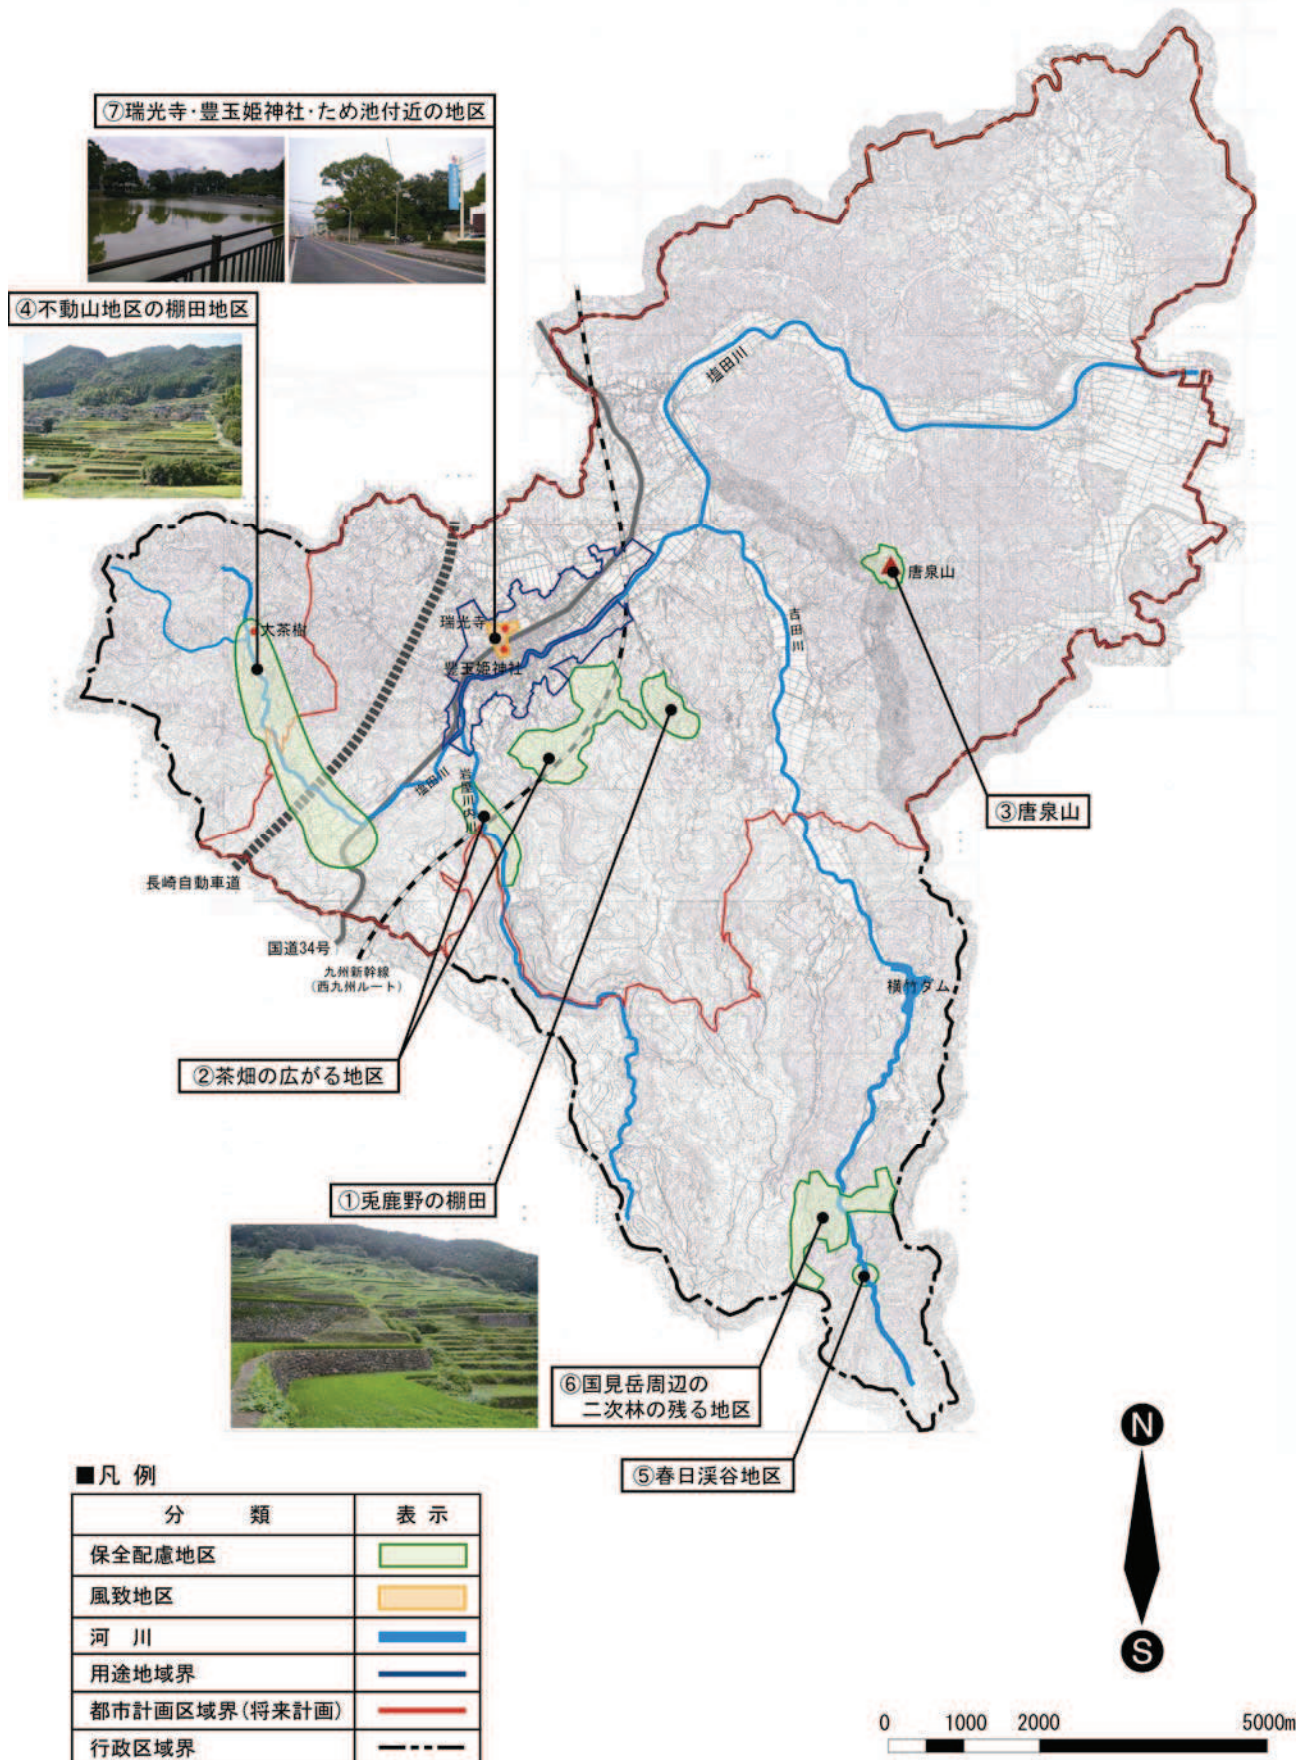 ⑦瑞光寺・豊玉姫神社・ため池付近の地区
④不動山地区の棚田地区
塩田川
唐泉山
大茶樹
瑞光寺
豊玉姫神社
吉田川
塩田川
岩屋川内川
③唐泉山
長崎自動車道
国道34号
九州新幹線
(西九州ルート)
横竹ダム
②茶畑の広がる地区
①兎鹿野の棚田
⑥国見岳周辺の
二次林の残る地区
⑤春日渓谷地区
N
S
■凡 例
分 類 表 示
保全配慮地区
風致地区
河 川
用途地域界
都市計画区域界(将来計画)
行政区域界
0 1000 2000 5000m